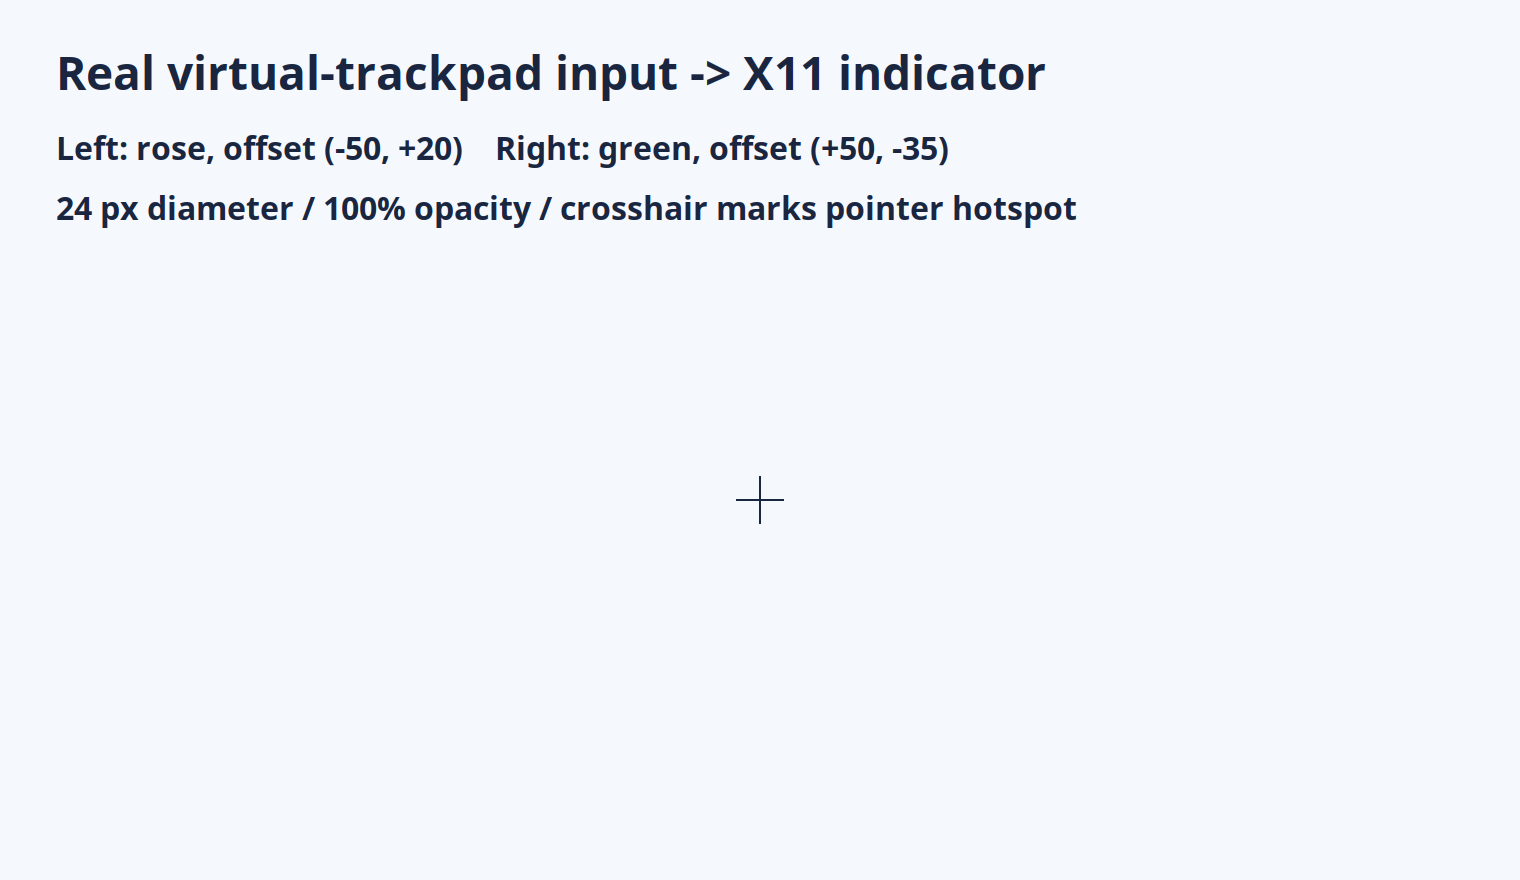 Real virtual-trackpad input -> X11 indicator
Left: rose, offset (-50, +20) Right: green, offset (+50, -35)
24 px diameter / 100% opacity / crosshair marks pointer hotspot